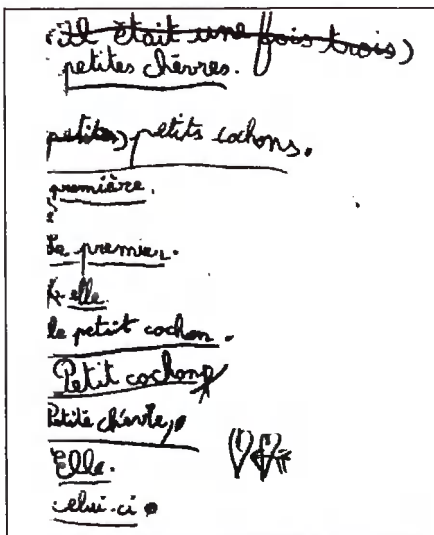 (Il était une fois trois)
petites chèvres.
petites) petits cochons.
première.
Le premier.
elle.
le petit cochon.
Petit cochon
Petite chèvre,
Elle.
celui-ci.